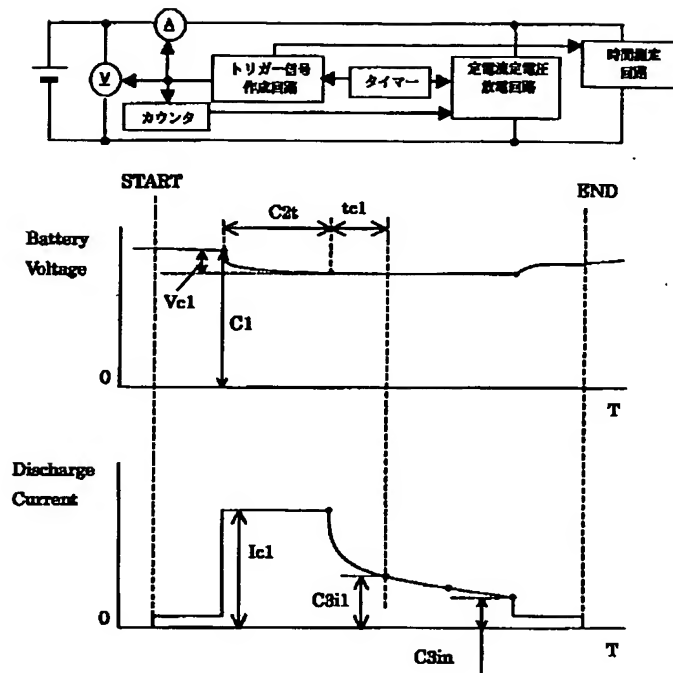 A
V
トリガー信号
作成回路
タイマー
定電流定電圧
放電回路
時間測定
回路
カウンタ
START
END
C2t
tc1
Battery
Voltage
Vc1
C1
0
T
Discharge
Current
Ic1
C3i1
0
T
C3in